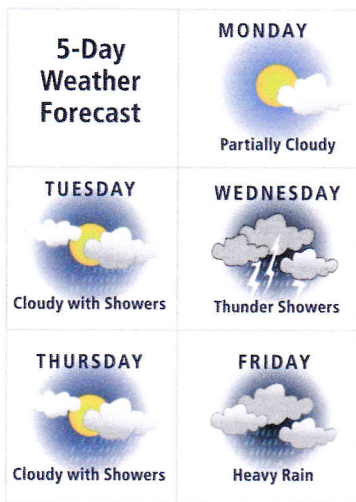 5-Day
Weather
Forecast
MONDAY
Partially Cloudy
TUESDAY
Cloudy with Showers
WEDNESDAY
Thunder Showers
THURSDAY
Cloudy with Showers
FRIDAY
Heavy Rain